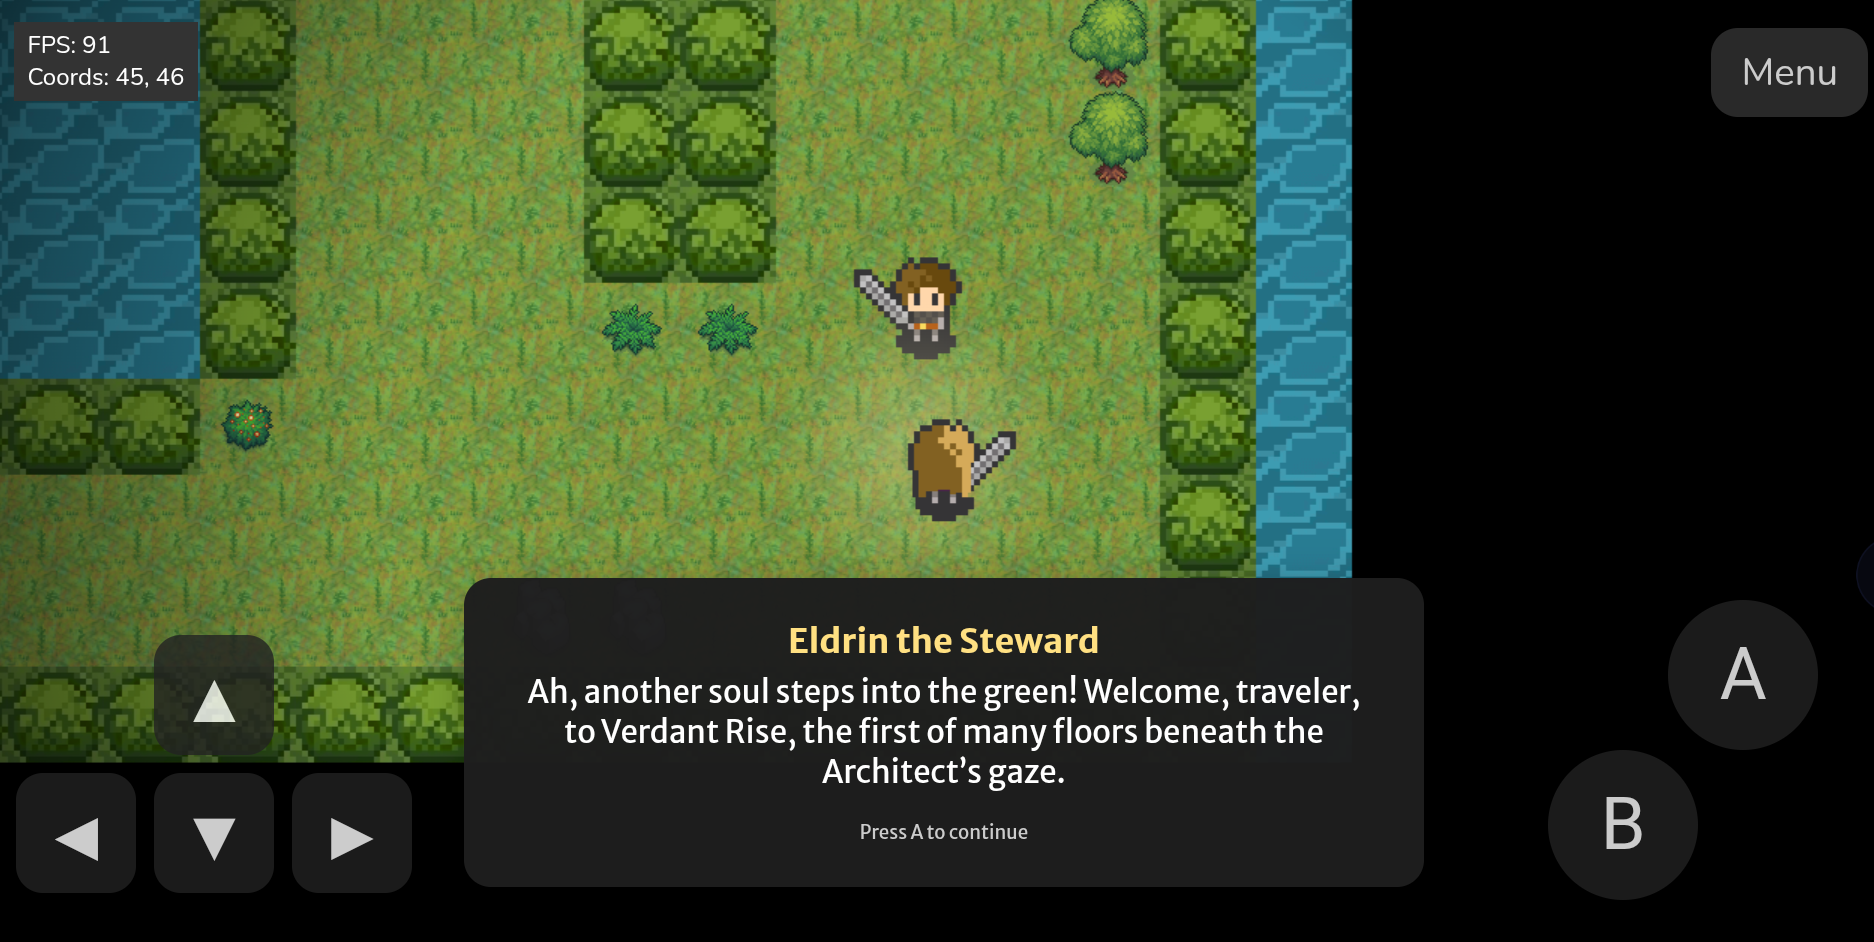 FPS: 91
Coords: 45, 46
Menu
Eldrin the Steward
Ah, another soul steps into the green! Welcome, traveler,
to Verdant Rise, the first of many floors beneath the
Architect’s gaze.
Press A to continue
A
B